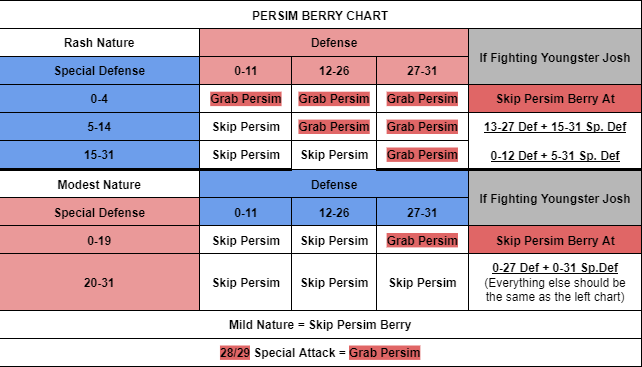 PERSIM BERRY CHART
Rash Nature
Defense
If Fighting Youngster Josh
Special Defense
0-11
12-26
27-31
0-4
Grab Persim
Grab Persim
Grab Persim
Skip Persim Berry At
5-14
Skip Persim
Grab Persim
Grab Persim
13-27 Def + 15-31 Sp. Def
15-31
Skip Persim
Skip Persim
Grab Persim
0-12 Def + 5-31 Sp. Def
Modest Nature
Defense
If Fighting Youngster Josh
Special Defense
0-11
12-26
27-31
0-19
Skip Persim
Skip Persim
Grab Persim
Skip Persim Berry At
20-31
Skip Persim
Skip Persim
Skip Persim
0-27 Def + 0-31 Sp.Def
(Everything else should be
the same as the left chart)
Mild Nature = Skip Persim Berry
28/29 Special Attack = Grab Persim